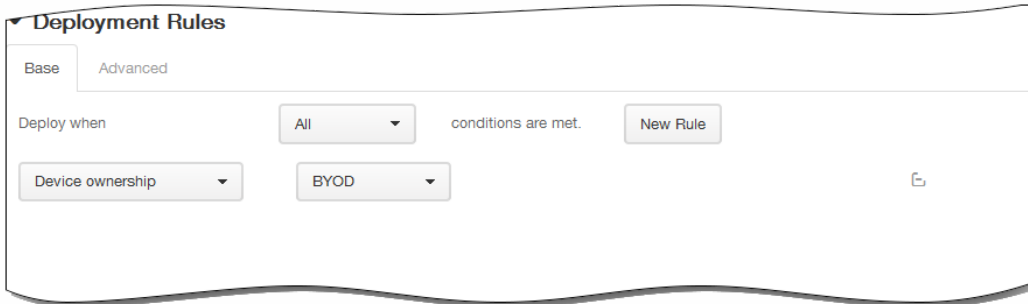 Deployment Rules
Base Advanced
Deploy when All conditions are met. New Rule
Device ownership BYOD